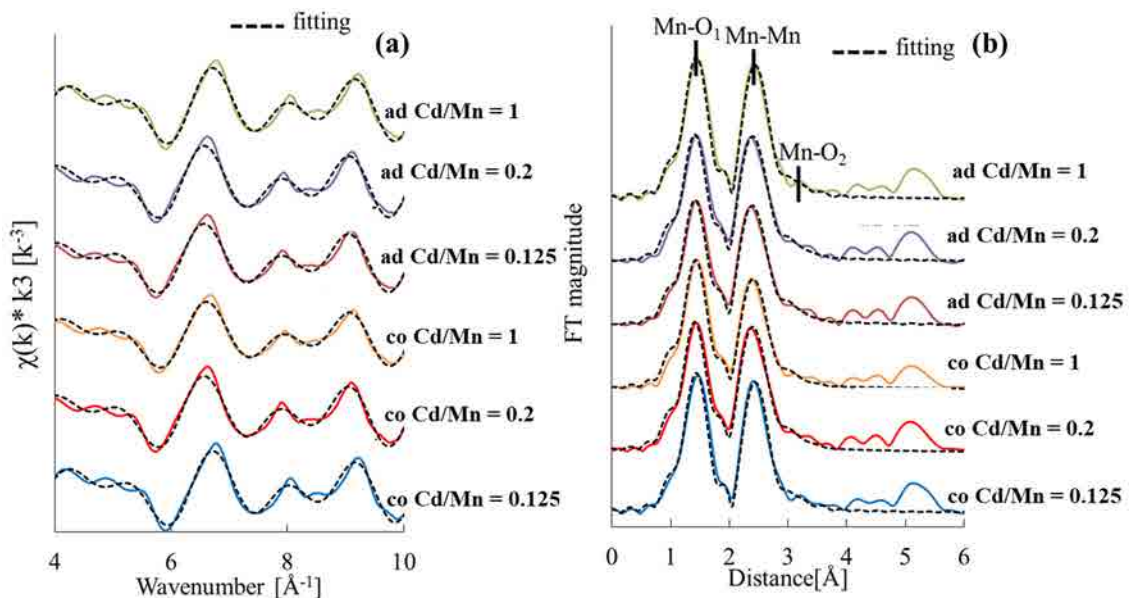 fitting
(a)
ad Cd/Mn = 1
ad Cd/Mn = 0.2
ad Cd/Mn = 0.125
co Cd/Mn = 1
co Cd/Mn = 0.2
co Cd/Mn = 0.125
χ(k)* k3 [k⁻³]
4 6 8 10
Wavenumber [Å⁻¹]
Mn-O₁ Mn-Mn (b)
fitting
Mn-O₂
ad Cd/Mn = 1
ad Cd/Mn = 0.2
ad Cd/Mn = 0.125
co Cd/Mn = 1
co Cd/Mn = 0.2
co Cd/Mn = 0.125
FT magnitude
0 1 2 3 4 5 6
Distance[Å]